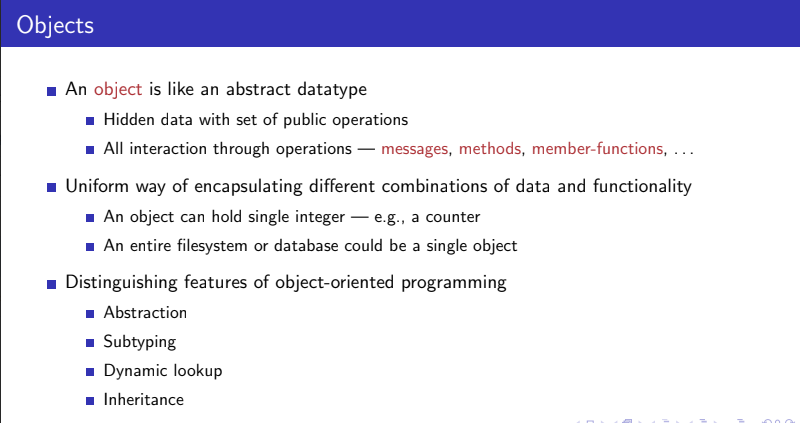 Objects
An object is like an abstract datatype
Hidden data with set of public operations
All interaction through operations — messages, methods, member-functions, ...
Uniform way of encapsulating different combinations of data and functionality
An object can hold single integer — e.g., a counter
An entire filesystem or database could be a single object
Distinguishing features of object-oriented programming
Abstraction
Subtyping
Dynamic lookup
Inheritance